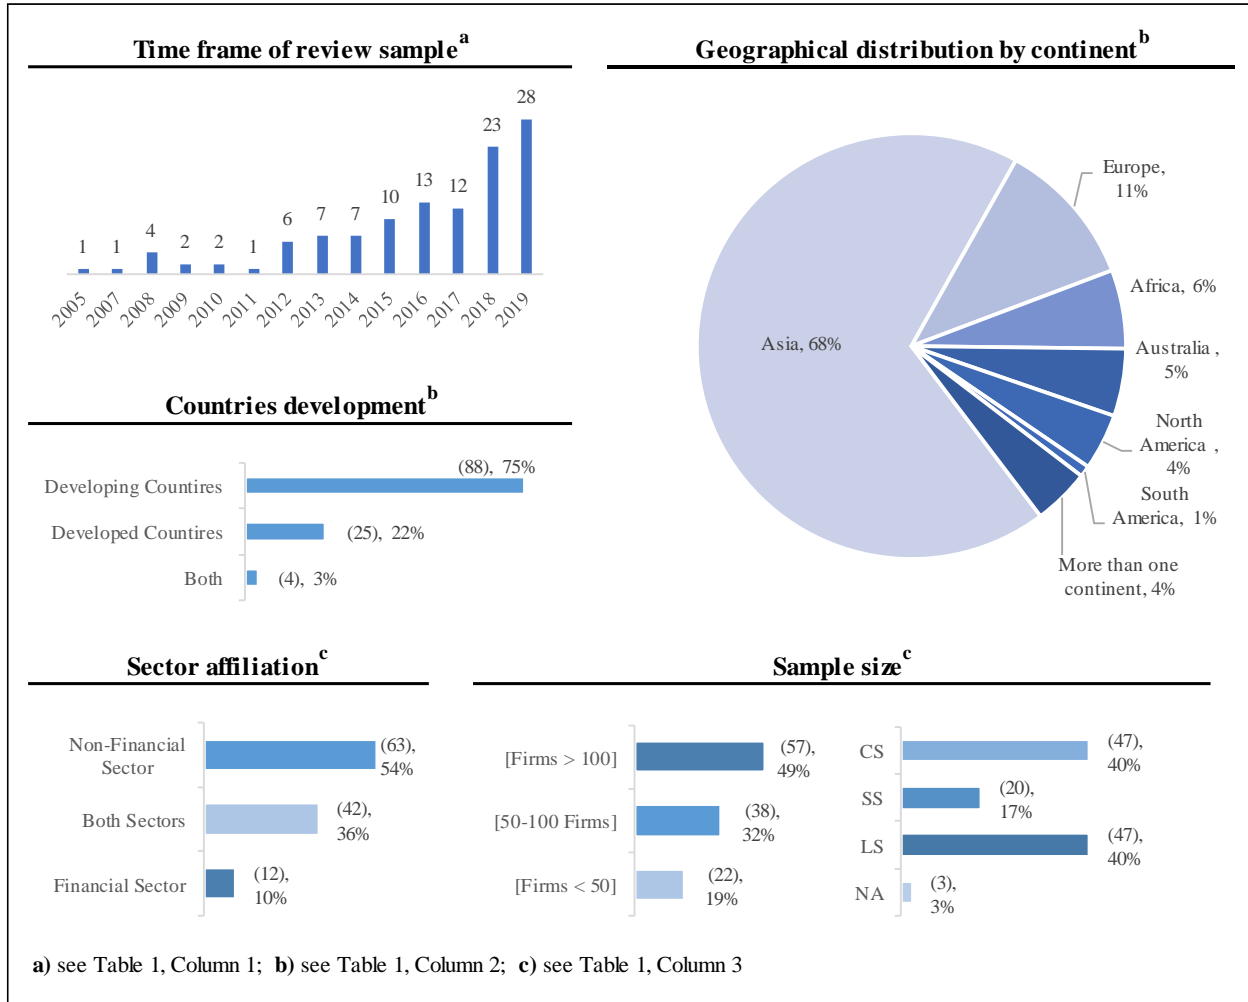 Time frame of review sample a
1
1
4
2
2
1
6
7
7
10
13
12
23
28
2005
2007
2008
2009
2010
2011
2012
2013
2014
2015
2016
2017
2018
2019
Geographical distribution by continent b
Europe,
11%
Africa, 6%
Australia ,
5%
North
America ,
4%
South
America, 1%
More than one
continent, 4%
Asia, 68%
Countries development b
Developing Countires
(88), 75%
Developed Countires
(25), 22%
Both
(4), 3%
Sector affiliation c
Non-Financial
Sector
(63),
54%
Both Sectors
(42),
36%
Financial Sector
(12),
10%
Sample size c
[Firms > 100]
(57),
49%
[50-100 Firms]
(38),
32%
[Firms < 50]
(22),
19%
CS
(47),
40%
SS
(20),
17%
LS
(47),
40%
NA
(3),
3%
a) see Table 1, Column 1; b) see Table 1, Column 2; c) see Table 1, Column 3